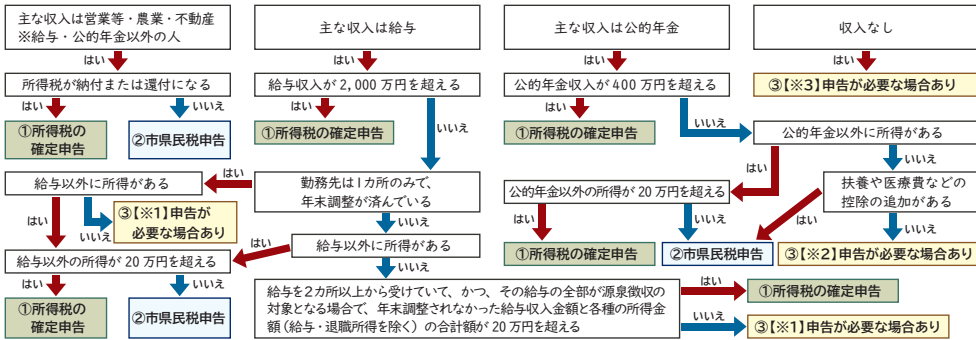 主な収入は営業等・農業・不動産
※給与・公的年金以外の人
はい
所得税が納付または還付になる
はい
いいえ
①所得税の
確定申告
②市県民税申告
主な収入は給与
はい
給与収入が2,000万円を超える
はい
いいえ
①所得税の確定申告
勤務先は1カ所のみで、
年末調整が済んでいる
はい
いいえ
給与以外に所得がある
はい
いいえ
③【※1】申告が
必要な場合あり
給与以外に所得がある
はい
いいえ
給与以外の所得が20万円を超える
はい
いいえ
①所得税の
確定申告
②市県民税申告
給与を2カ所以上から受けていて、かつ、その給与の全部が源泉徴収の
対象となる場合で、年末調整されなかった給与収入金額と各種の所得金
額(給与・退職所得を除く)の合計額が20万円を超える
はい
①所得税の確定申告
いいえ
③【※1】申告が必要な場合あり
主な収入は公的年金
はい
公的年金収入が400万円を超える
はい
いいえ
①所得税の確定申告
公的年金以外に所得がある
はい
いいえ
公的年金以外の所得が20万円を超える
はい
いいえ
①所得税の確定申告
②市県民税申告
扶養や医療費などの
控除の追加がある
はい
いいえ
③【※2】申告が必要な場合あり
収入なし
はい
③【※3】申告が必要な場合あり